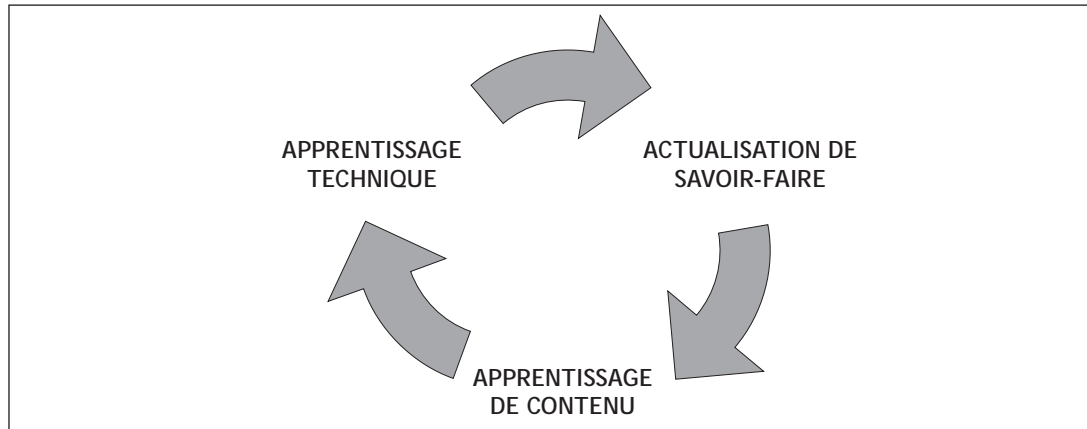 APPRENTISSAGE
TECHNIQUE
ACTUALISATION DE
SAVOIR-FAIRE
APPRENTISSAGE
DE CONTENU